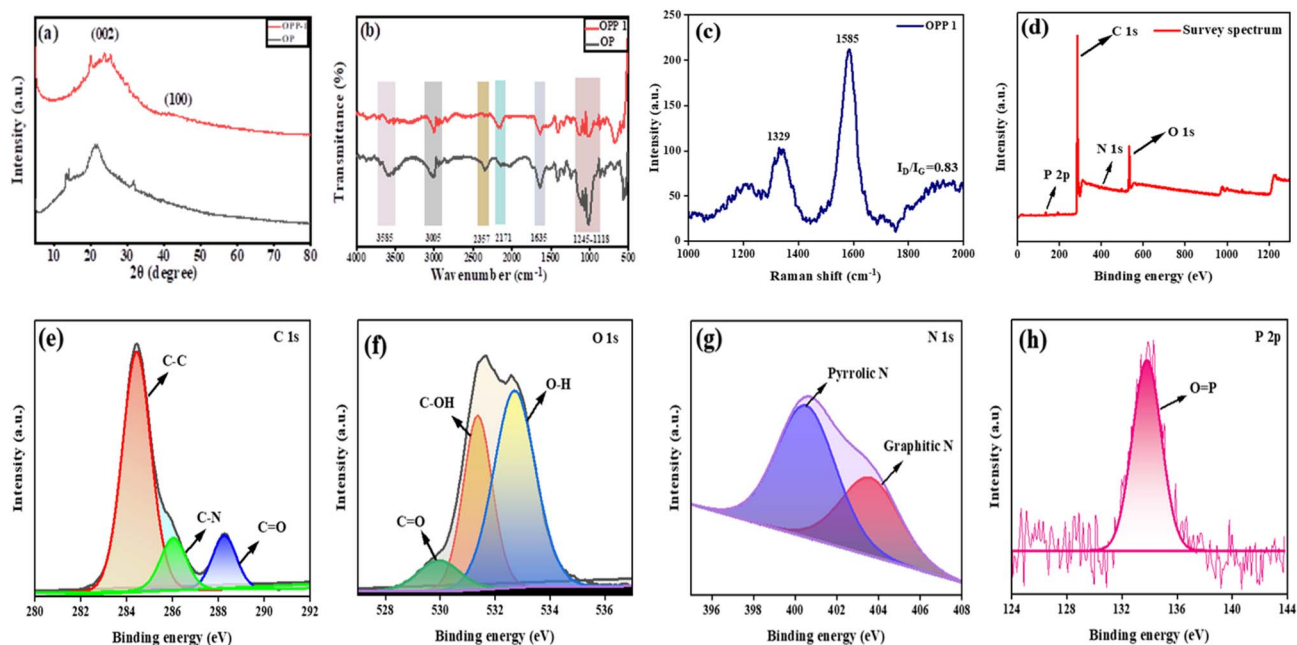 (a)
OPP-1
OP
(002)
(100)
Intensity (a.u.)
10 20 30 40 50 60 70 80
2θ (degree)
(b)
OPP 1
OP
Transmittance (%)
3585 3005 2357 2171 1635 1245-1118
4000 3500 3000 2500 2000 1500 1000 500
Wavenumber (cm-1)
(c)
OPP 1
1585
1329
ID/IG=0.83
Intensity (a.u.)
250
200
150
100
50
0
1000 1200 1400 1600 1800 2000
Raman shift (cm-1)
(d)
Survey spectrum
C 1s
O 1s
N 1s
P 2p
Intensity (a.u.)
0 200 400 600 800 1000 1200
Binding energy (eV)
(e)
C 1s
C-C
C-N
C=O
Intensity (a.u)
280 284 286 288 290 292
Binding energy (eV)
(f)
O 1s
O-H
C-OH
C=O
Intensity (a.u)
528 530 532 534 536
Binding energy (eV)
(g)
N 1s
Pyrrolic N
Graphitic N
Intensity (a.u.)
396 398 400 402 404 406 408
Binding energy (eV)
(h)
P 2p
O=P
Intensity (a.u)
124 128 132 136 140 144
Binding energy (eV)